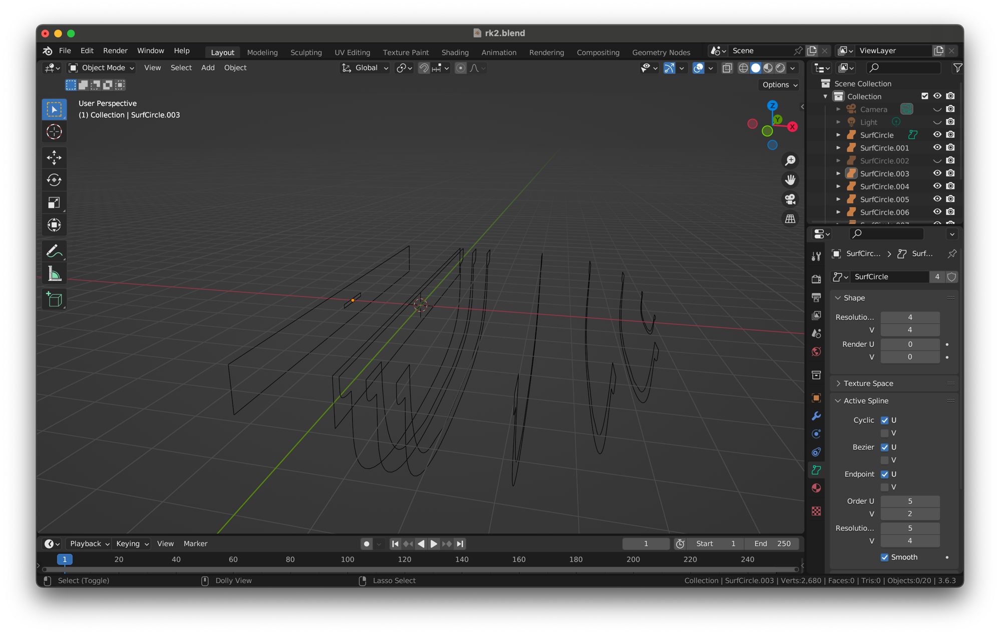 rk2.blend
File Edit Render Window Help Layout Modeling Sculpting UV Editing Texture Paint Shading Animation Rendering Compositing Geometry Nodes Scene ViewLayer
Object Mode View Select Add Object Global
Options
User Perspective
(1) Collection | SurfCircle.003
Z
Y
X
Scene Collection
Collection
Camera
Light
SurfCircle
SurfCircle.001
SurfCircle.002
SurfCircle.003
SurfCircle.004
SurfCircle.005
SurfCircle.006
SurfCirc... Surf...
SurfCircle 4
Shape
Resolutio... 4
V 4
Render U 0
V 0
Texture Space
Active Spline
Cyclic U
V
Bezier U
V
Endpoint U
V
Order U 5
V 2
Resolutio... 5
V 4
Smooth
Playback Keying View Marker 1 Start 1 End 250
1 20 40 60 80 100 120 140 160 180 200 220 240
Select (Toggle) Dolly View Lasso Select Collection | SurfCircle.003 | Verts:2,680 | Faces:0 | Tris:0 | Objects:0/20 | 3.6.3